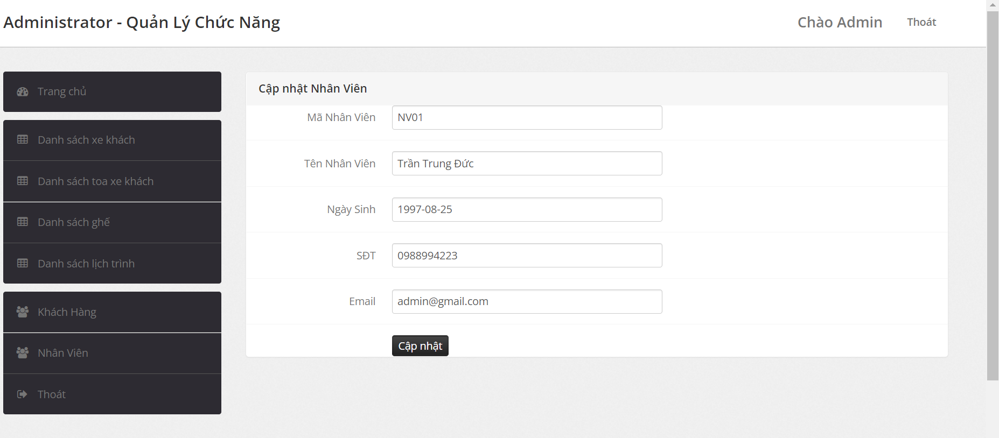 Administrator - Quản Lý Chức Năng
Chào Admin
Thoát
Trang chủ
Danh sách xe khách
Danh sách toa xe khách
Danh sách ghế
Danh sách lịch trình
Khách Hàng
Nhân Viên
Thoát
Cập nhật Nhân Viên
Mã Nhân Viên NV01
Tên Nhân Viên Trần Trung Đức
Ngày Sinh 1997-08-25
SĐT 0988994223
Email admin@gmail.com
Cập nhật